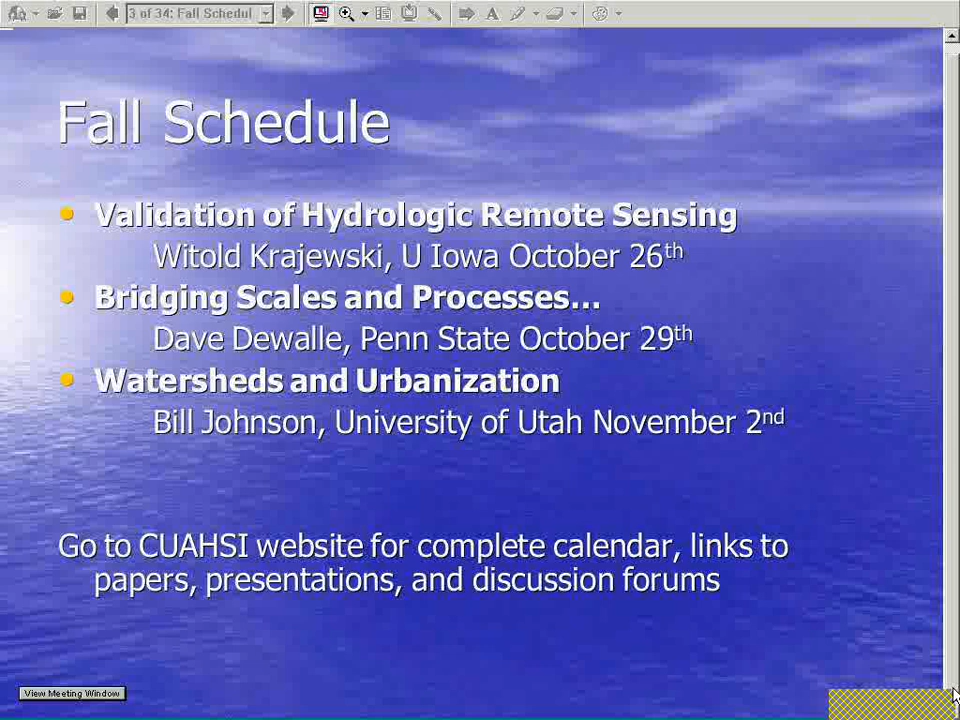 3 of 34: Fall Schedul
Fall Schedule
• Validation of Hydrologic Remote Sensing
Witold Krajewski, U Iowa October 26th
• Bridging Scales and Processes...
Dave Dewalle, Penn State October 29th
• Watersheds and Urbanization
Bill Johnson, University of Utah November 2nd
Go to CUAHSI website for complete calendar, links to
papers, presentations, and discussion forums
View Meeting Window